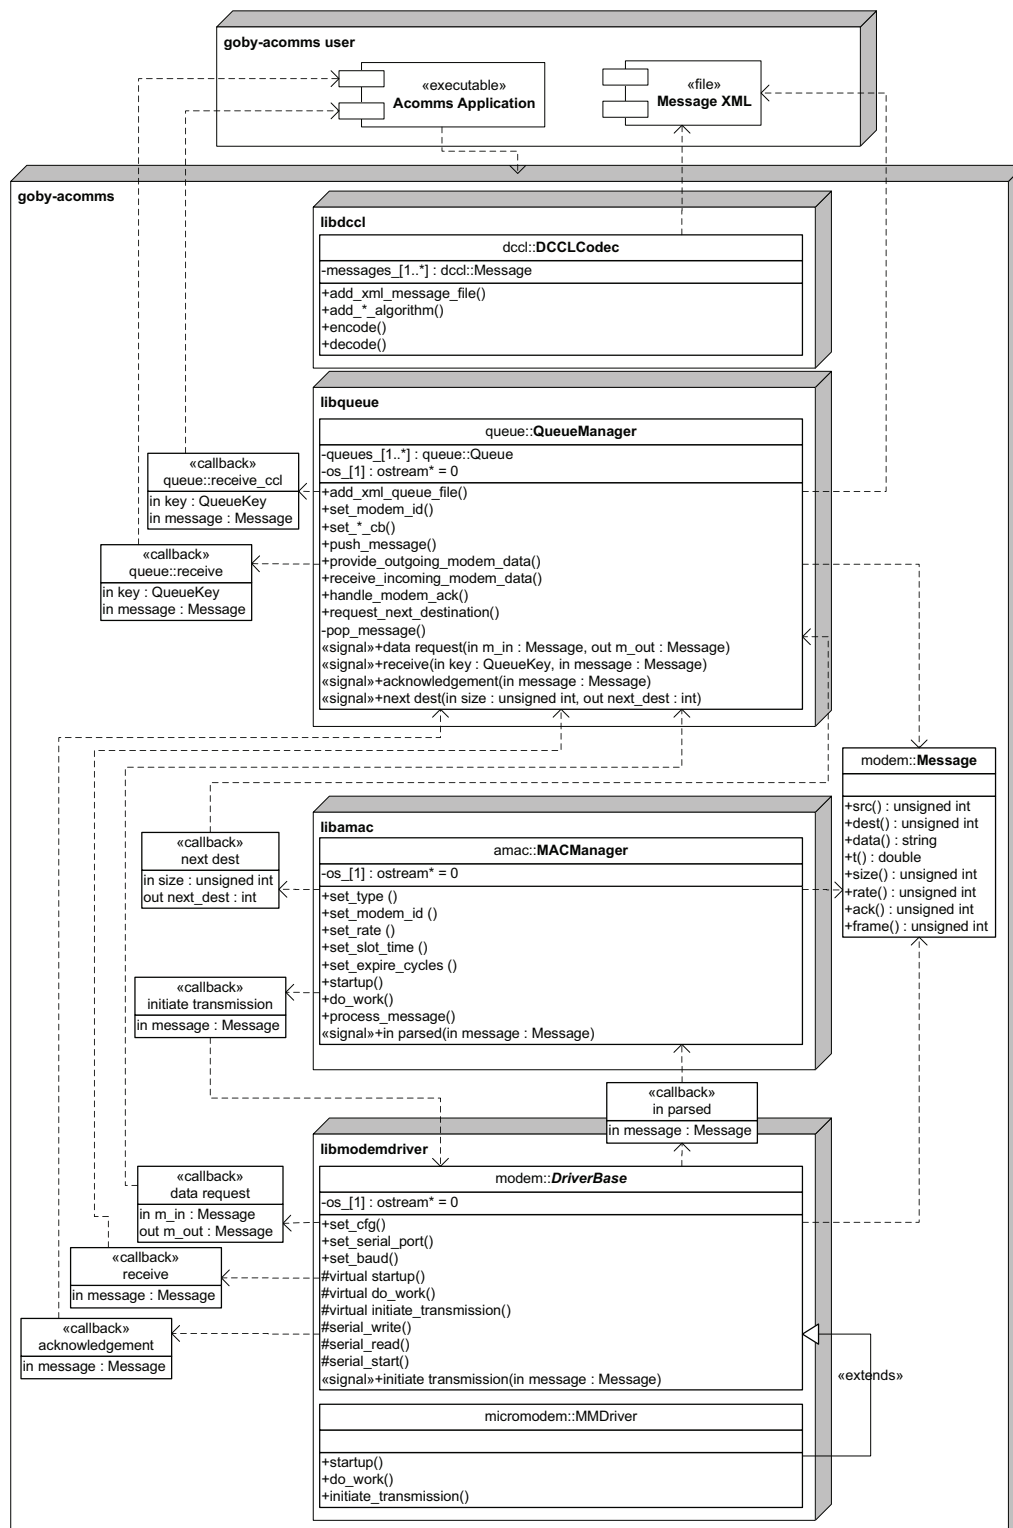 goby-acomms user
«executable»
Acomms Application
«file»
Message XML
goby-acomms
libdccl
dccl::DCCLCodec
-messages_[1..*] : dccl::Message
+add_xml_message_file()
+add_*_algorithm()
+encode()
+decode()
libqueue
queue::QueueManager
-queues_[1..*] : queue::Queue
-os_[1] : ostream* = 0
+add_xml_queue_file()
+set_modem_id()
+set_*_cb()
+push_message()
+provide_outgoing_modem_data()
+receive_incoming_modem_data()
+handle_modem_ack()
+request_next_destination()
-pop_message()
«signal»+data request(in m_in : Message, out m_out : Message)
«signal»+receive(in key : QueueKey, in message : Message)
«signal»+acknowledgement(in message : Message)
«signal»+next dest(in size : unsigned int, out next_dest : int)
«callback»
queue::receive_ccl
in key : QueueKey
in message : Message
«callback»
queue::receive
in key : QueueKey
in message : Message
modem::Message
+src() : unsigned int
+dest() : unsigned int
+data() : string
+t() : double
+size() : unsigned int
+rate() : unsigned int
+ack() : unsigned int
+frame() : unsigned int
libamac
amac::MACManager
-os_[1] : ostream* = 0
+set_type ()
+set_modem_id ()
+set_rate ()
+set_slot_time ()
+set_expire_cycles ()
+startup()
+do_work()
+process_message()
«signal»+in parsed(in message : Message)
«callback»
next dest
in size : unsigned int
out next_dest : int
«callback»
initiate transmission
in message : Message
«callback»
in parsed
in message : Message
libmodemdriver
modem::DriverBase
-os_[1] : ostream* = 0
+set_cfg()
+set_serial_port()
+set_baud()
#virtual startup()
#virtual do_work()
#virtual initiate_transmission()
#serial_write()
#serial_read()
#serial_start()
«signal»+initiate transmission(in message : Message)
«callback»
data request
in m_in : Message
out m_out : Message
«callback»
receive
in message : Message
«callback»
acknowledgement
in message : Message
«extends»
micromodem::MMDriver
+startup()
+do_work()
+initiate_transmission()